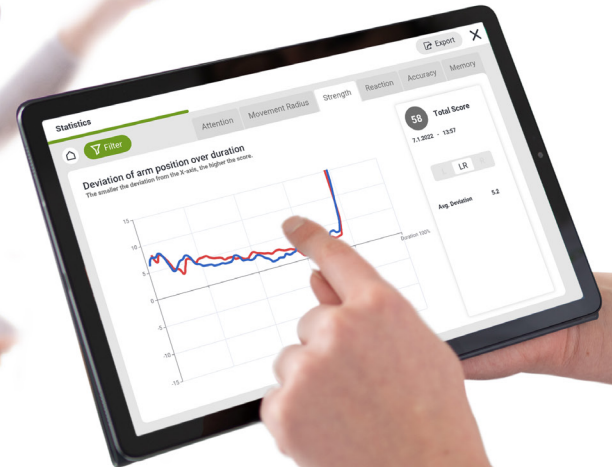 Export X
Statistics
Filter
Attention
Movement Radius
Strength
Reaction
Accuracy
Memory
Deviation of arm position over duration
The smaller the deviation from the X-axis, the higher the score.
15
10
5
0
-5
-10
-15
Duration 100%
58 Total Score
7.1.2022 - 13:57
LR
Avg. Deviation 5.2